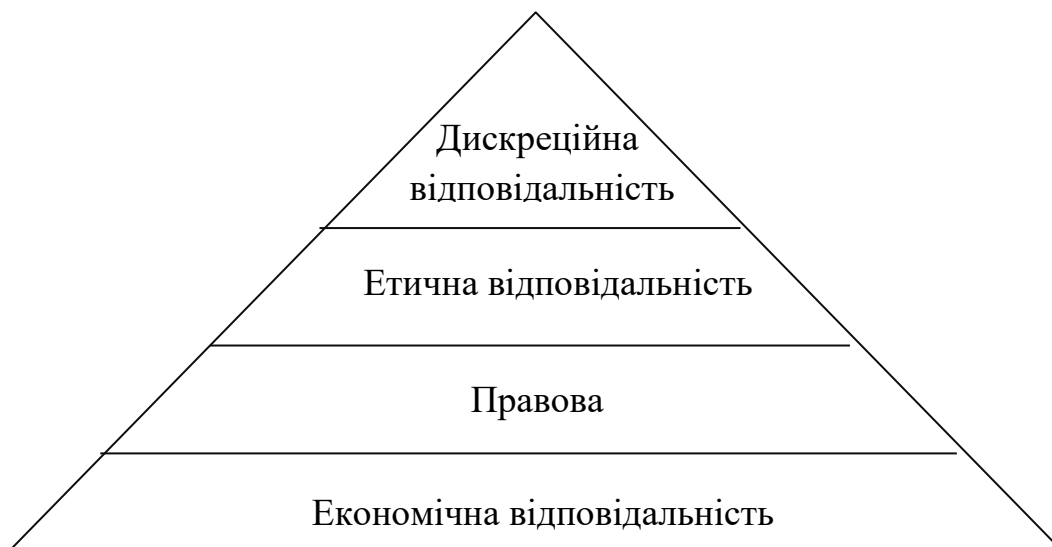 Дискреційна
відповідальність
Етична відповідальність
Правова
Економічна відповідальність